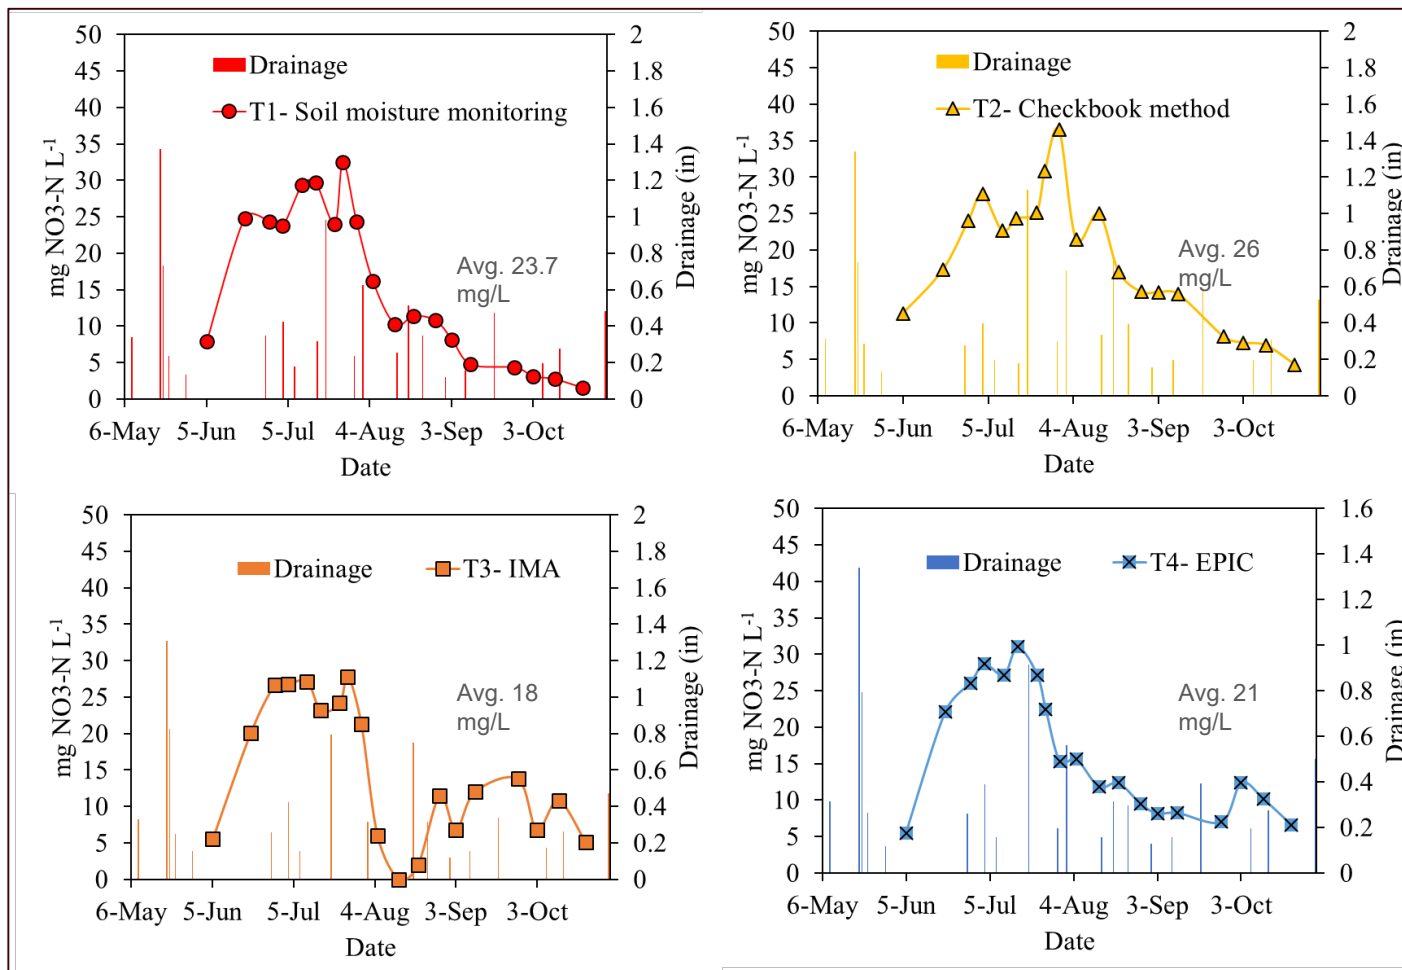 50
45
40
35
30
25
20
15
10
5
0
mg NO3-N L-1
2
1.8
1.6
1.4
1.2
1
0.8
0.6
0.4
0.2
0
Drainage (in)
Drainage
T1- Soil moisture monitoring
Avg. 23.7
mg/L
6-May 5-Jun 5-Jul 4-Aug 3-Sep 3-Oct
Date
50
45
40
35
30
25
20
15
10
5
0
mg NO3-N L-1
2
1.8
1.6
1.4
1.2
1
0.8
0.6
0.4
0.2
0
Drainage (in)
Drainage
T2- Checkbook method
Avg. 26
mg/L
6-May 5-Jun 5-Jul 4-Aug 3-Sep 3-Oct
Date
50
45
40
35
30
25
20
15
10
5
0
mg NO3-N L-1
2
1.8
1.6
1.4
1.2
1
0.8
0.6
0.4
0.2
0
Drainage (in)
Drainage T3- IMA
Avg. 18
mg/L
6-May 5-Jun 5-Jul 4-Aug 3-Sep 3-Oct
Date
50
45
40
35
30
25
20
15
10
5
0
mg NO3-N L-1
1.6
1.4
1.2
1
0.8
0.6
0.4
0.2
0
Drainage (in)
Drainage T4- EPIC
Avg. 21
mg/L
6-May 5-Jun 5-Jul 4-Aug 3-Sep 3-Oct
Date